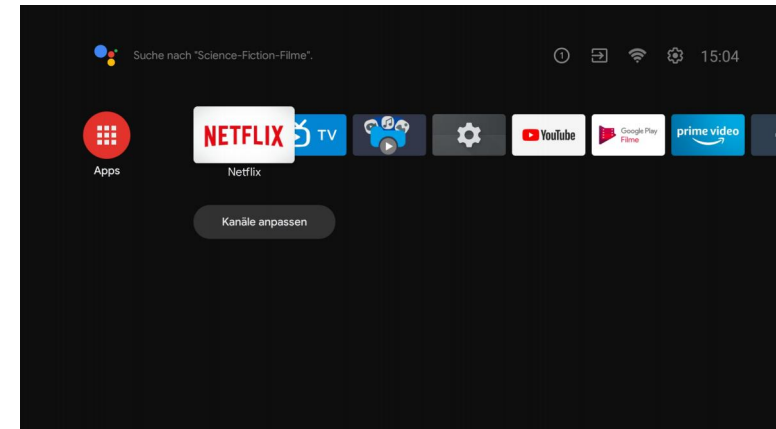 Suche nach "Science-Fiction-Filme".
1
15:04
NETFLIX
TV
YouTube
Google Play
Filme
prime video
Apps
Netflix
Kanäle anpassen